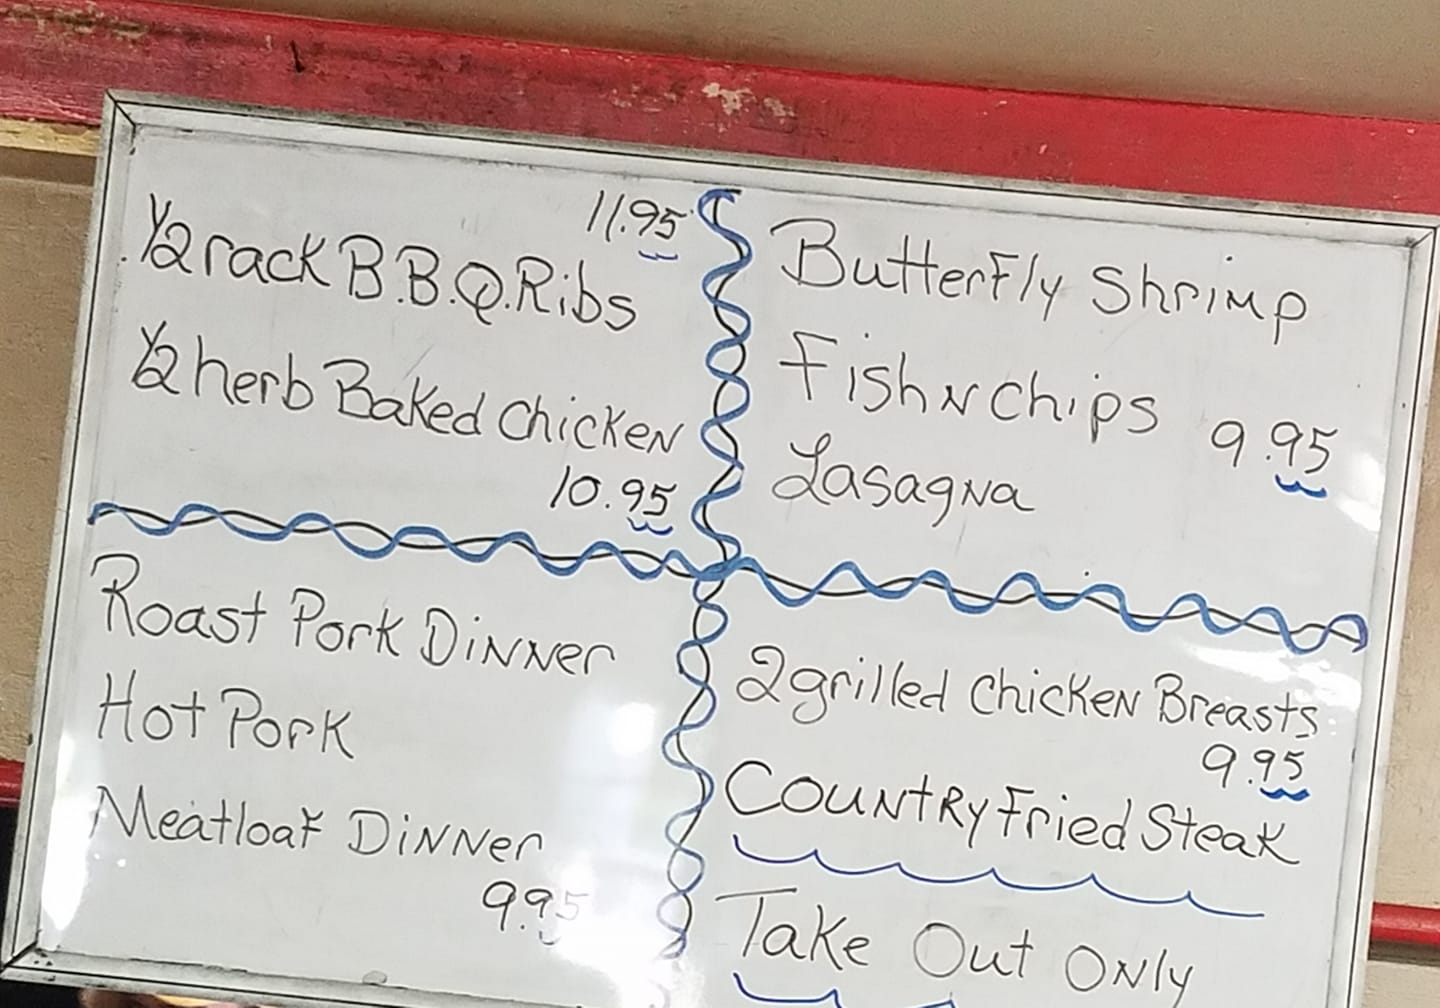 11.95
1/2 rack B.B.Q. Ribs
1/2 herb Baked Chicken
10.95
Butterfly Shrimp
Fish N Chips
9.95
Lasagna
Roast Pork Dinner
Hot Pork
Meatloaf Dinner
9.95
2 grilled Chicken Breasts
9.95
Country Fried Steak
Take Out Only